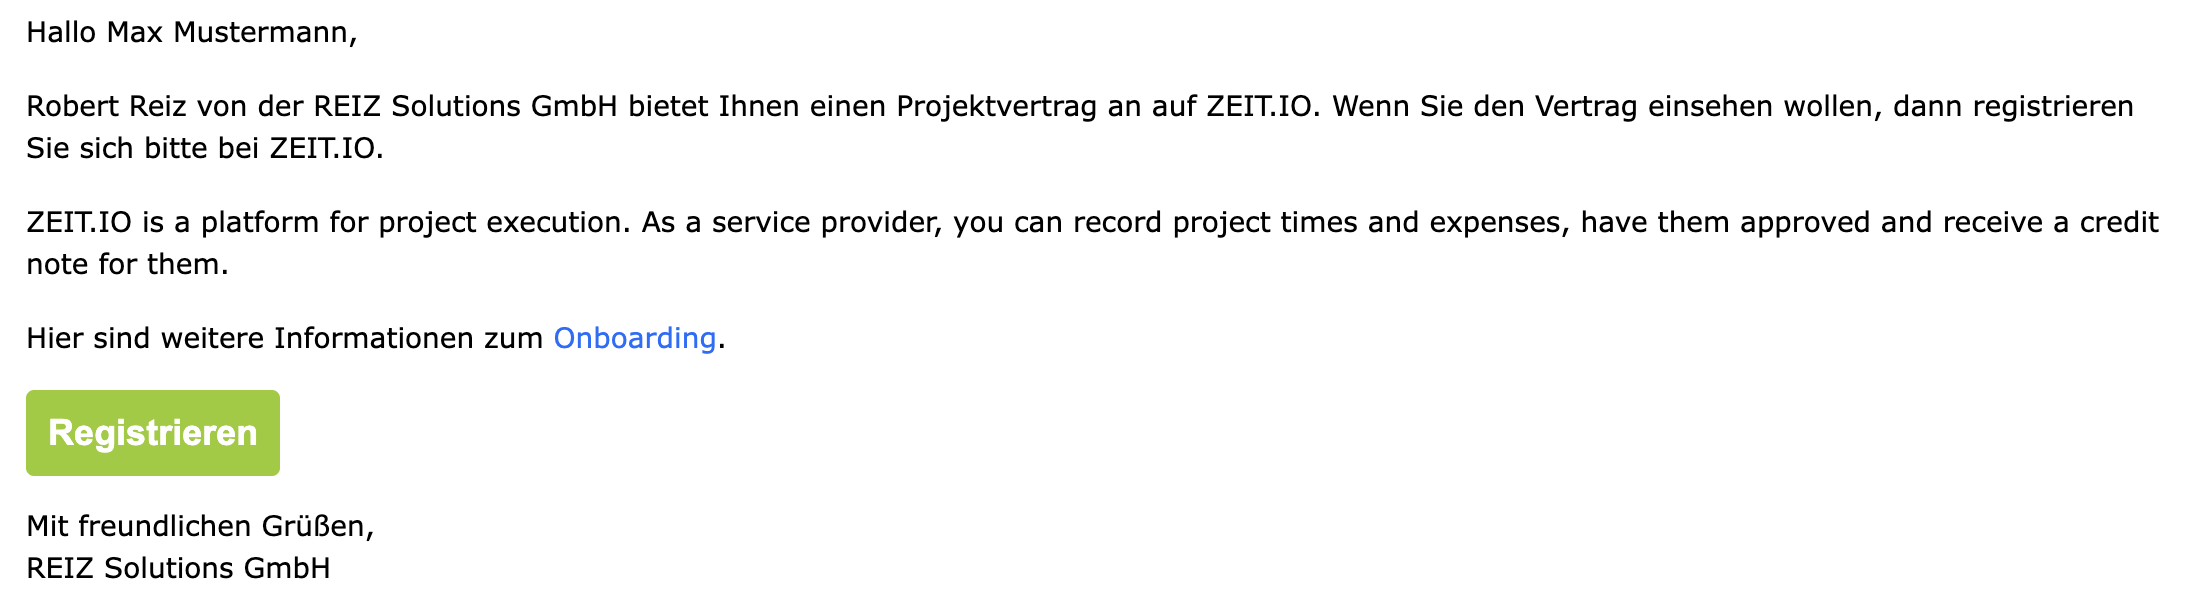 Hallo Max Mustermann,
Robert Reiz von der REIZ Solutions GmbH bietet Ihnen einen Projektvertrag an auf ZEIT.IO. Wenn Sie den Vertrag einsehen wollen, dann registrieren
Sie sich bitte bei ZEIT.IO.
ZEIT.IO is a platform for project execution. As a service provider, you can record project times and expenses, have them approved and receive a credit
note for them.
Hier sind weitere Informationen zum Onboarding.
Registrieren
Mit freundlichen Grüßen,
REIZ Solutions GmbH